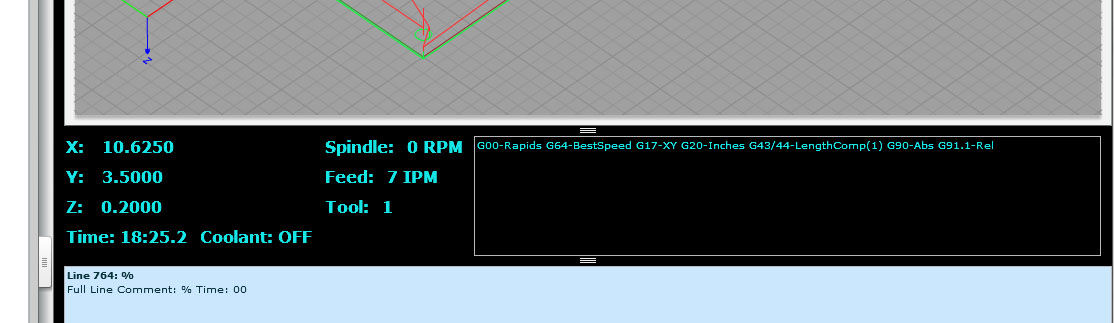 Z
X: 10.6250
Spindle: 0 RPM
G00-Rapids G64-BestSpeed G17-XY G20-Inches G43/44-LengthComp(1) G90-Abs G91.1-Rel
Y: 3.5000
Feed: 7 IPM
Z: 0.2000
Tool: 1
Time: 18:25.2 Coolant: OFF
Line 764: %
Full Line Comment: % Time: 00